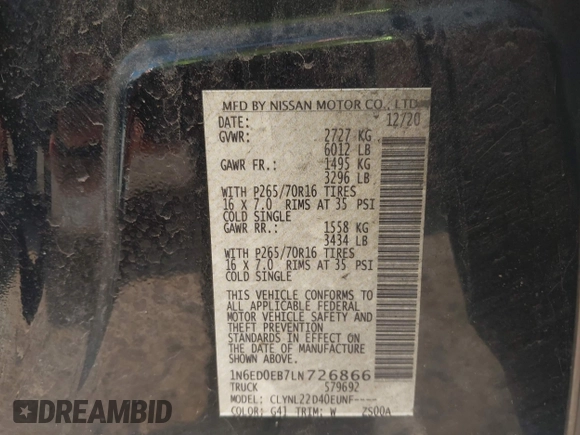 MFD BY NISSAN MOTOR CO., LTD
DATE: 12/20
GVWR: 2727 KG
6012 LB
GAWR FR.: 1495 KG
3296 LB
WITH P265/70R16 TIRES
16 X 7.0 RIMS AT 35 PSI
COLD SINGLE
GAWR RR.: 1558 KG
3434 LB
WITH P265/70R16 TIRES
16 X 7.0 RIMS AT 35 PSI
COLD SINGLE
THIS VEHICLE CONFORMS TO
ALL APPLICABLE FEDERAL
MOTOR VEHICLE SAFETY AND
THEFT PREVENTION
STANDARDS IN EFFECT ON
THE DATE OF MANUFACTURE
SHOWN ABOVE.
1N6ED0EB7LN726866
TRUCK 579692
MODEL: CLYNL22D40EUNF----
COLOR: G41 TRIM: W ZS00A
DREAMBID